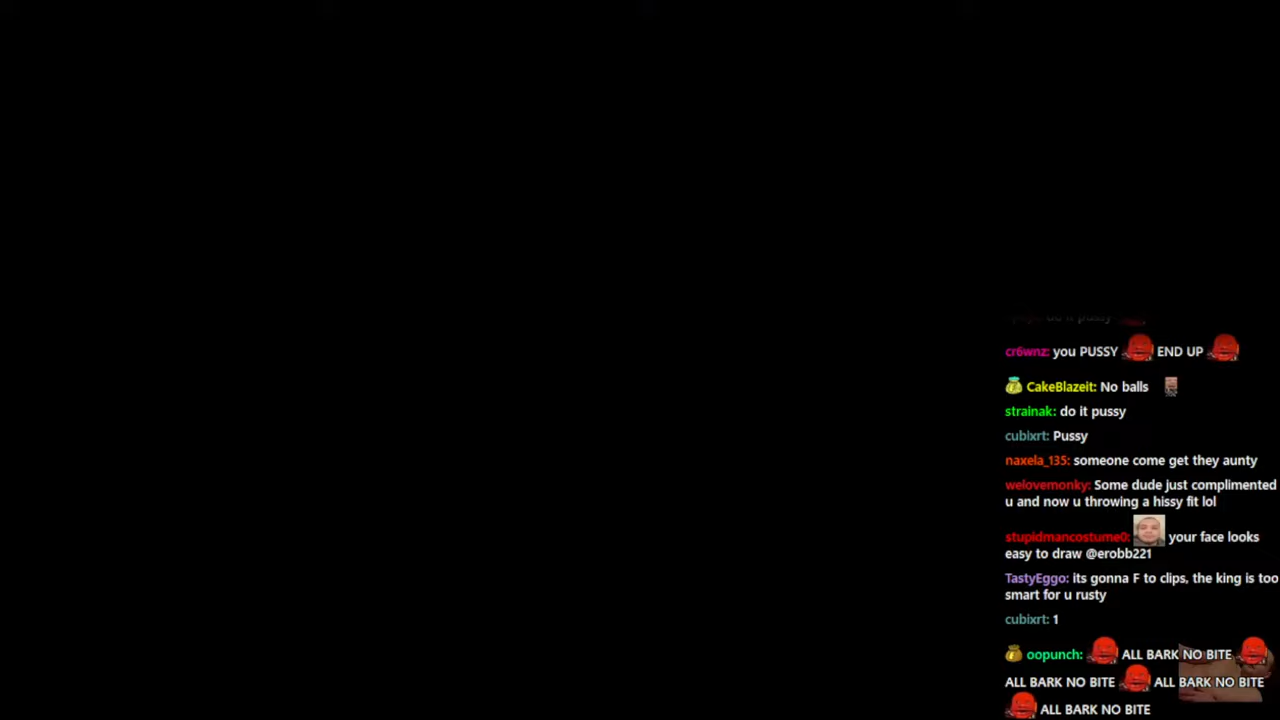 do it pussy
cr6wnz: you PUSSY END UP
CakeBlazeit: No balls
strainak: do it pussy
cubixrt: Pussy
naxela_135: someone come get they aunty
welovemonky: Some dude just complimented
u and now u throwing a hissy fit lol
stupidmancostume0: your face looks
easy to draw @erobb221
TastyEggo: its gonna F to clips, the king is too
smart for u rusty
cubixrt: 1
oopunch: ALL BARK NO BITE
ALL BARK NO BITE ALL BARK NO BITE
ALL BARK NO BITE